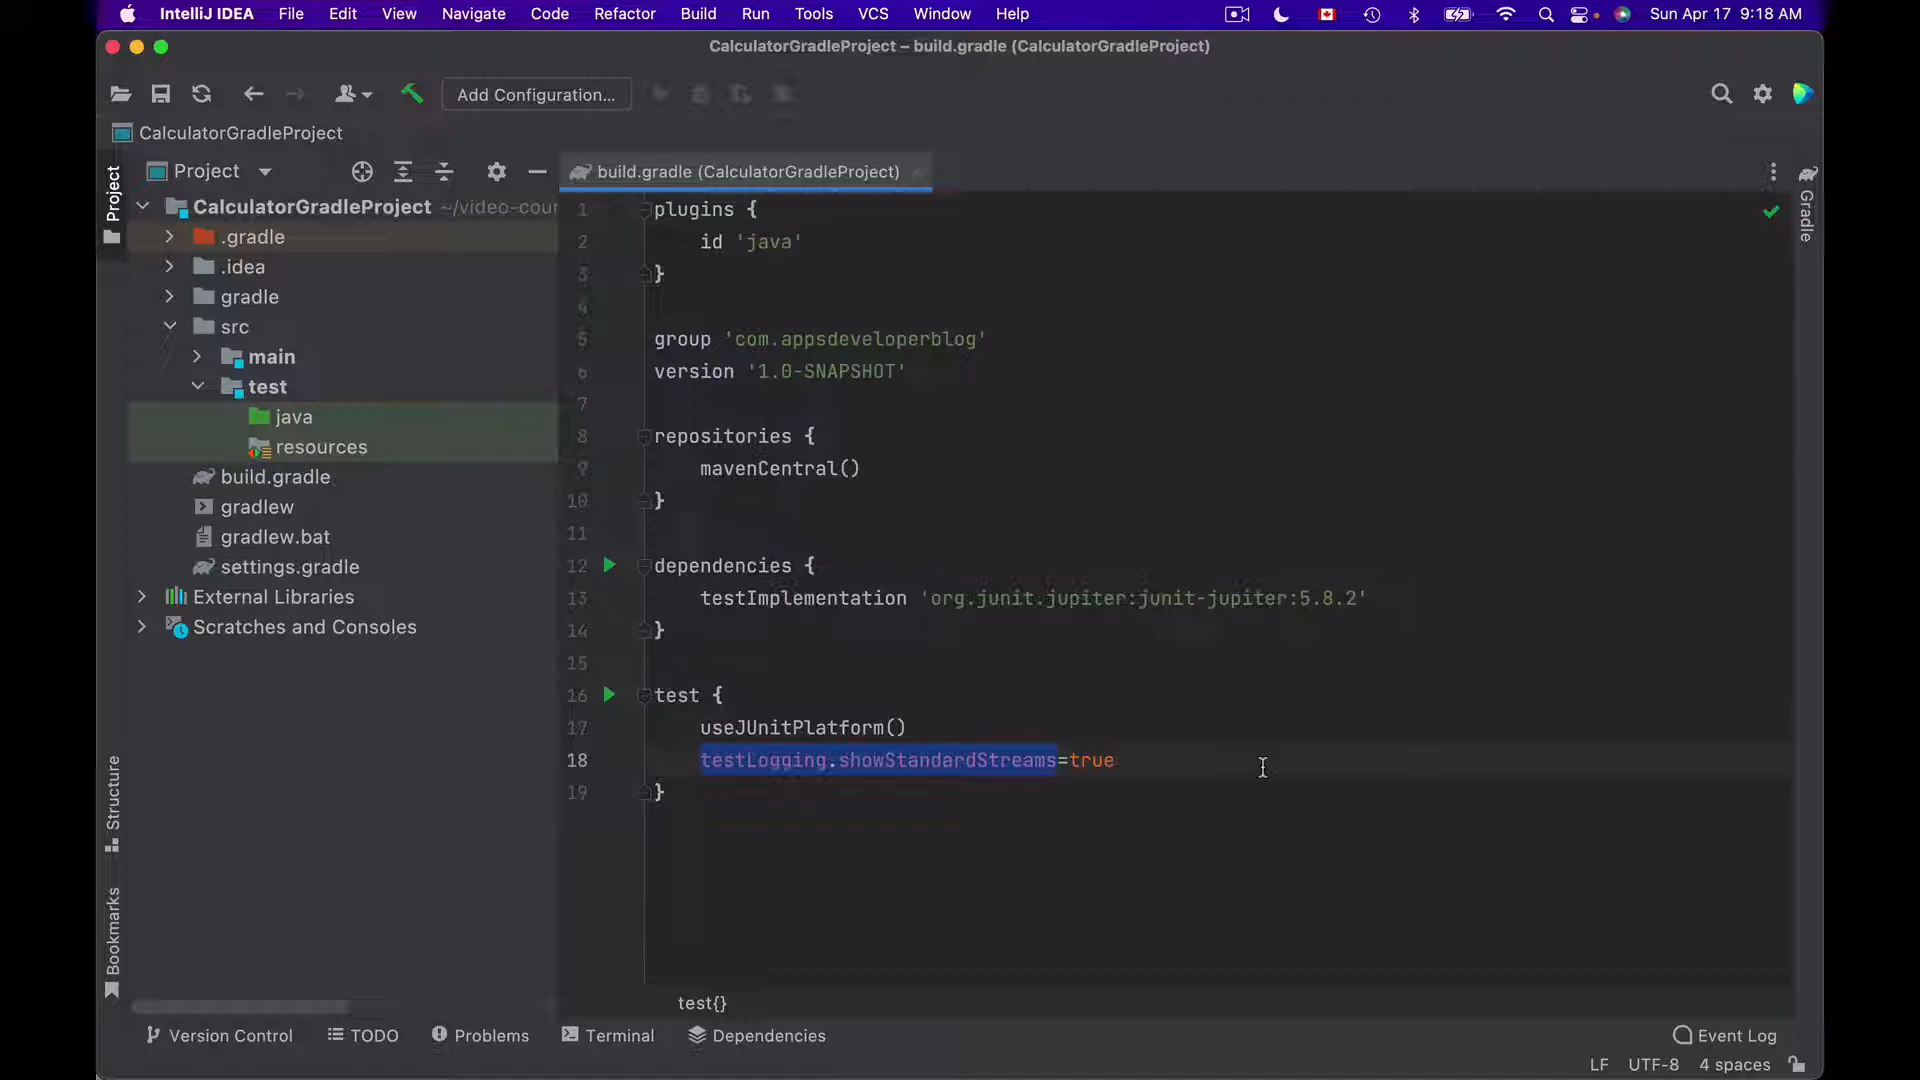 IntelliJ IDEA File Edit View Navigate Code Refactor Build Run Tools VCS Window Help Sun Apr 17 9:18 AM
CalculatorGradleProject – build.gradle (CalculatorGradleProject)
Add Configuration...
CalculatorGradleProject
Project
Project
build.gradle (CalculatorGradleProject)
Gradle
CalculatorGradleProject ~/video-cour
.gradle
.idea
gradle
src
main
test
java
resources
build.gradle
gradlew
gradlew.bat
settings.gradle
External Libraries
Scratches and Consoles
1 plugins {
2 id 'java'
3 }
4
5 group 'com.appsdeveloperblog'
6 version '1.0-SNAPSHOT'
7
8 repositories {
9 mavenCentral()
10 }
11
12 dependencies {
13 testImplementation 'org.junit.jupiter:junit-jupiter:5.8.2'
14 }
15
16 test {
17 useJUnitPlatform()
18 testLogging.showStandardStreams=true
19 }
Structure
Bookmarks
test{}
Version Control TODO Problems Terminal Dependencies Event Log
LF UTF-8 4 spaces